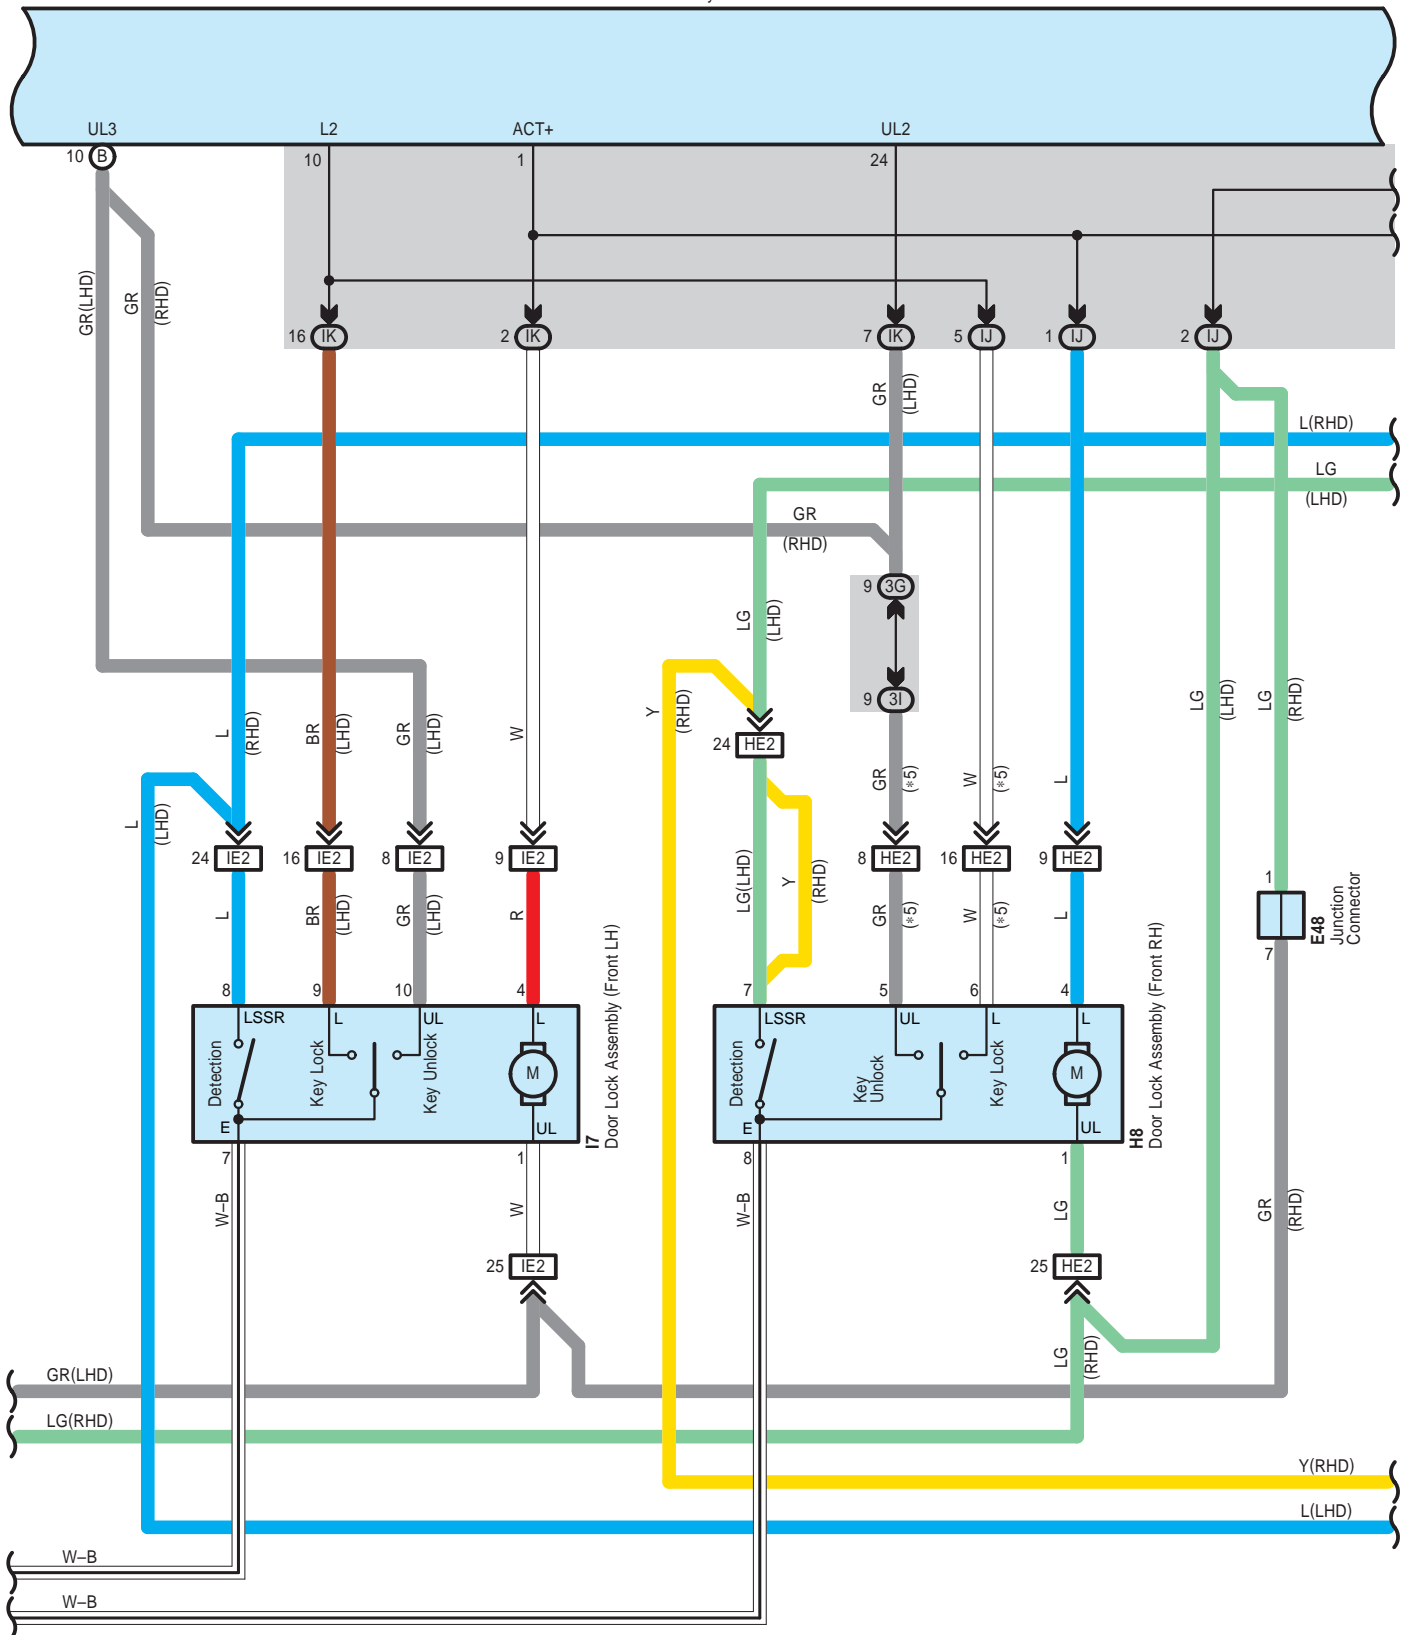 UL3
L2
ACT+
UL2
10 B
10
1
24
GR(LHD)
GR
(RHD)
16 IK
2 IK
7 IK
5 IJ
1 IJ
2 IJ
GR
(LHD)
L(RHD)
LG
(LHD)
GR
(RHD)
9 3G
LG
(LHD)
9 3I
Y
(RHD)
LG
(LHD)
LG
(RHD)
L
(RHD)
BR
(LHD)
GR
(LHD)
W
24 HE2
GR
(*5)
W
(*5)
L
L
(LHD)
24 IE2
16 IE2
8 IE2
9 IE2
8 HE2
16 HE2
9 HE2
L
BR
(LHD)
GR
(LHD)
R
LG(LHD)
Y
(RHD)
GR
(*5)
W
(*5)
L
1
E48
Junction
Connector
7
8
9
10
4
7
5
6
4
LSSR
L
UL
L
LSSR
UL
L
L
Detection
Key Lock
Key Unlock
M
Detection
Key
Unlock
Key Lock
M
E
UL
E
UL
I7
Door Lock Assembly (Front LH)
H8
Door Lock Assembly (Front RH)
7
1
8
1
W–B
W
W–B
LG
GR
(RHD)
25 IE2
25 HE2
LG
(RHD)
GR(LHD)
LG(RHD)
Y(RHD)
L(LHD)
W–B
W–B